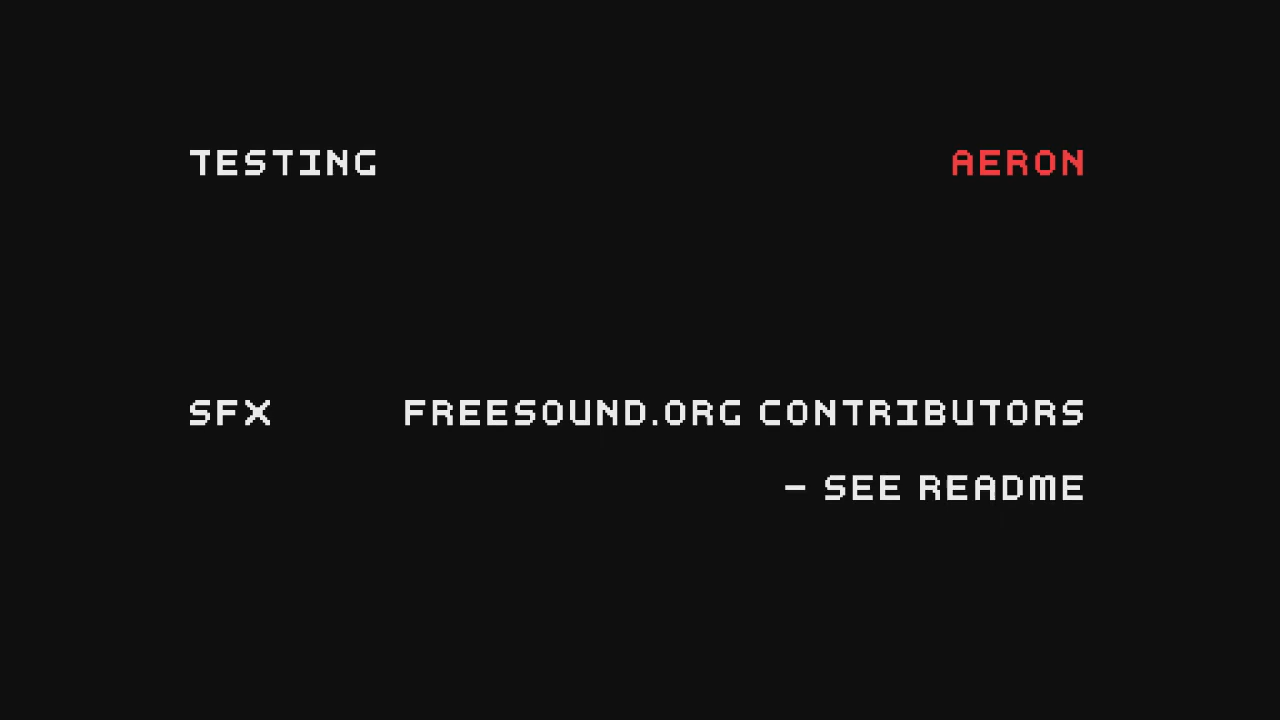 TESTING AERON
SFX FREESOUND.ORG CONTRIBUTORS
- SEE README